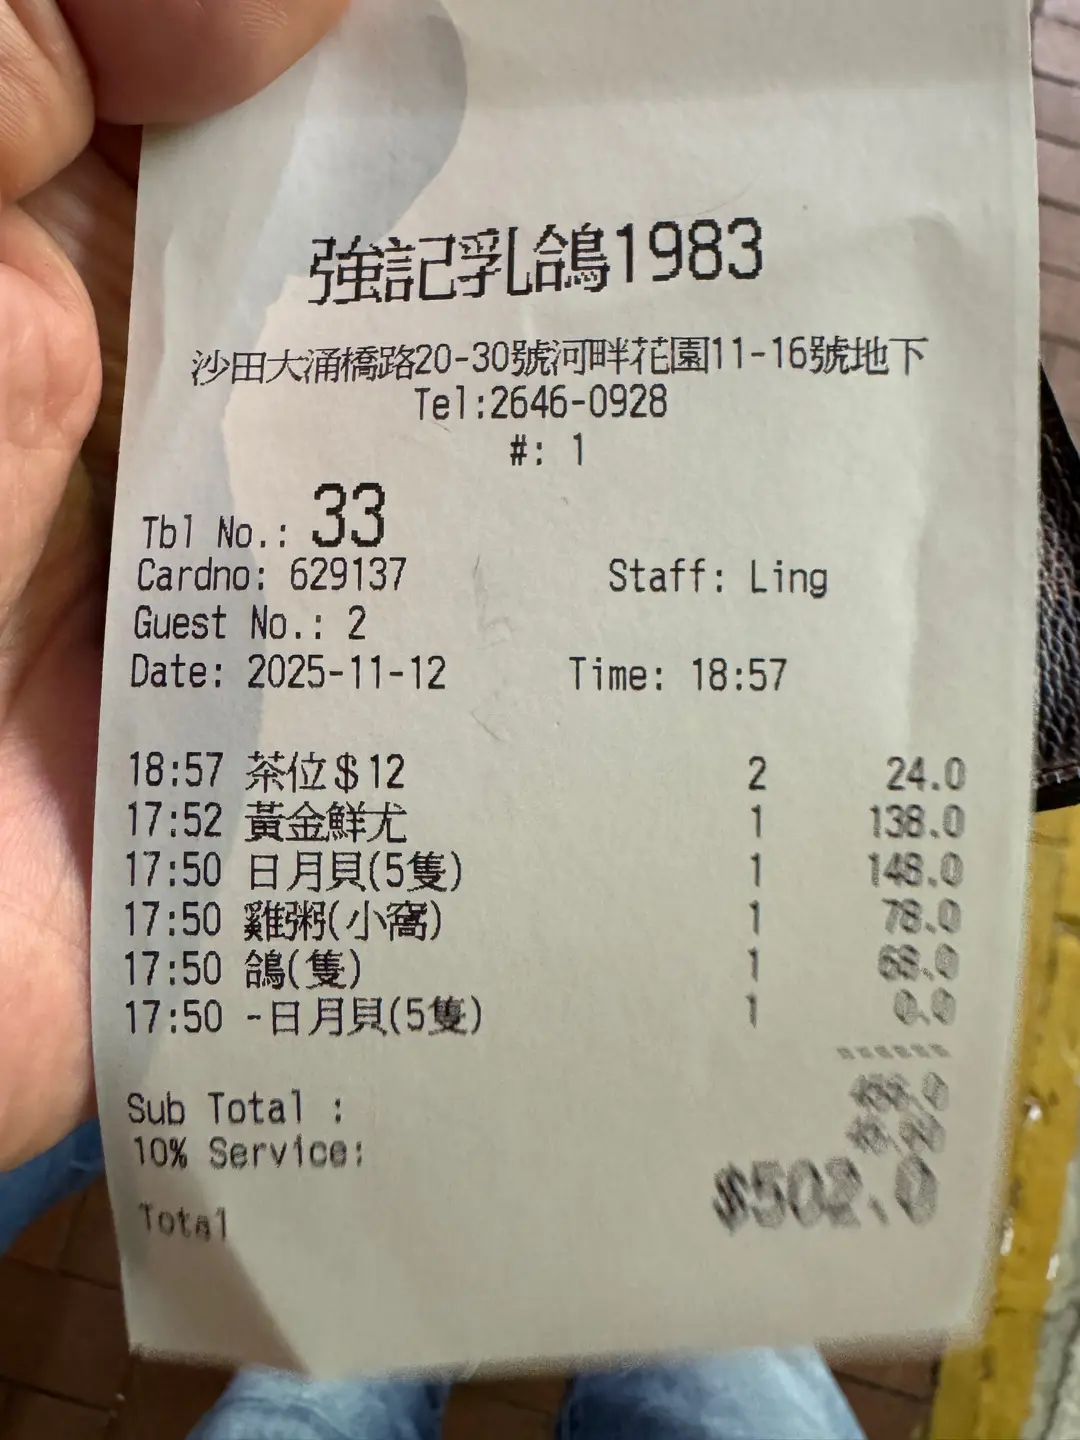 強記乳鴿1983
沙田大涌橋路20-30號河畔花園11-16號地下
Tel:2646-0928
#: 1
Tbl No.: 33
Cardno: 629137 Staff: Ling
Guest No.: 2
Date: 2025-11-12 Time: 18:57
18:57 茶位$12 2 24.0
17:52 黃金鮮尤 1 138.0
17:50 日月貝(5隻) 1 148.0
17:50 雞粥(小窩) 1 78.0
17:50 鴿(隻) 1 68.0
17:50 -日月貝(5隻) 1 0.0
------
Sub Total :
10% Service:
Total $502.0